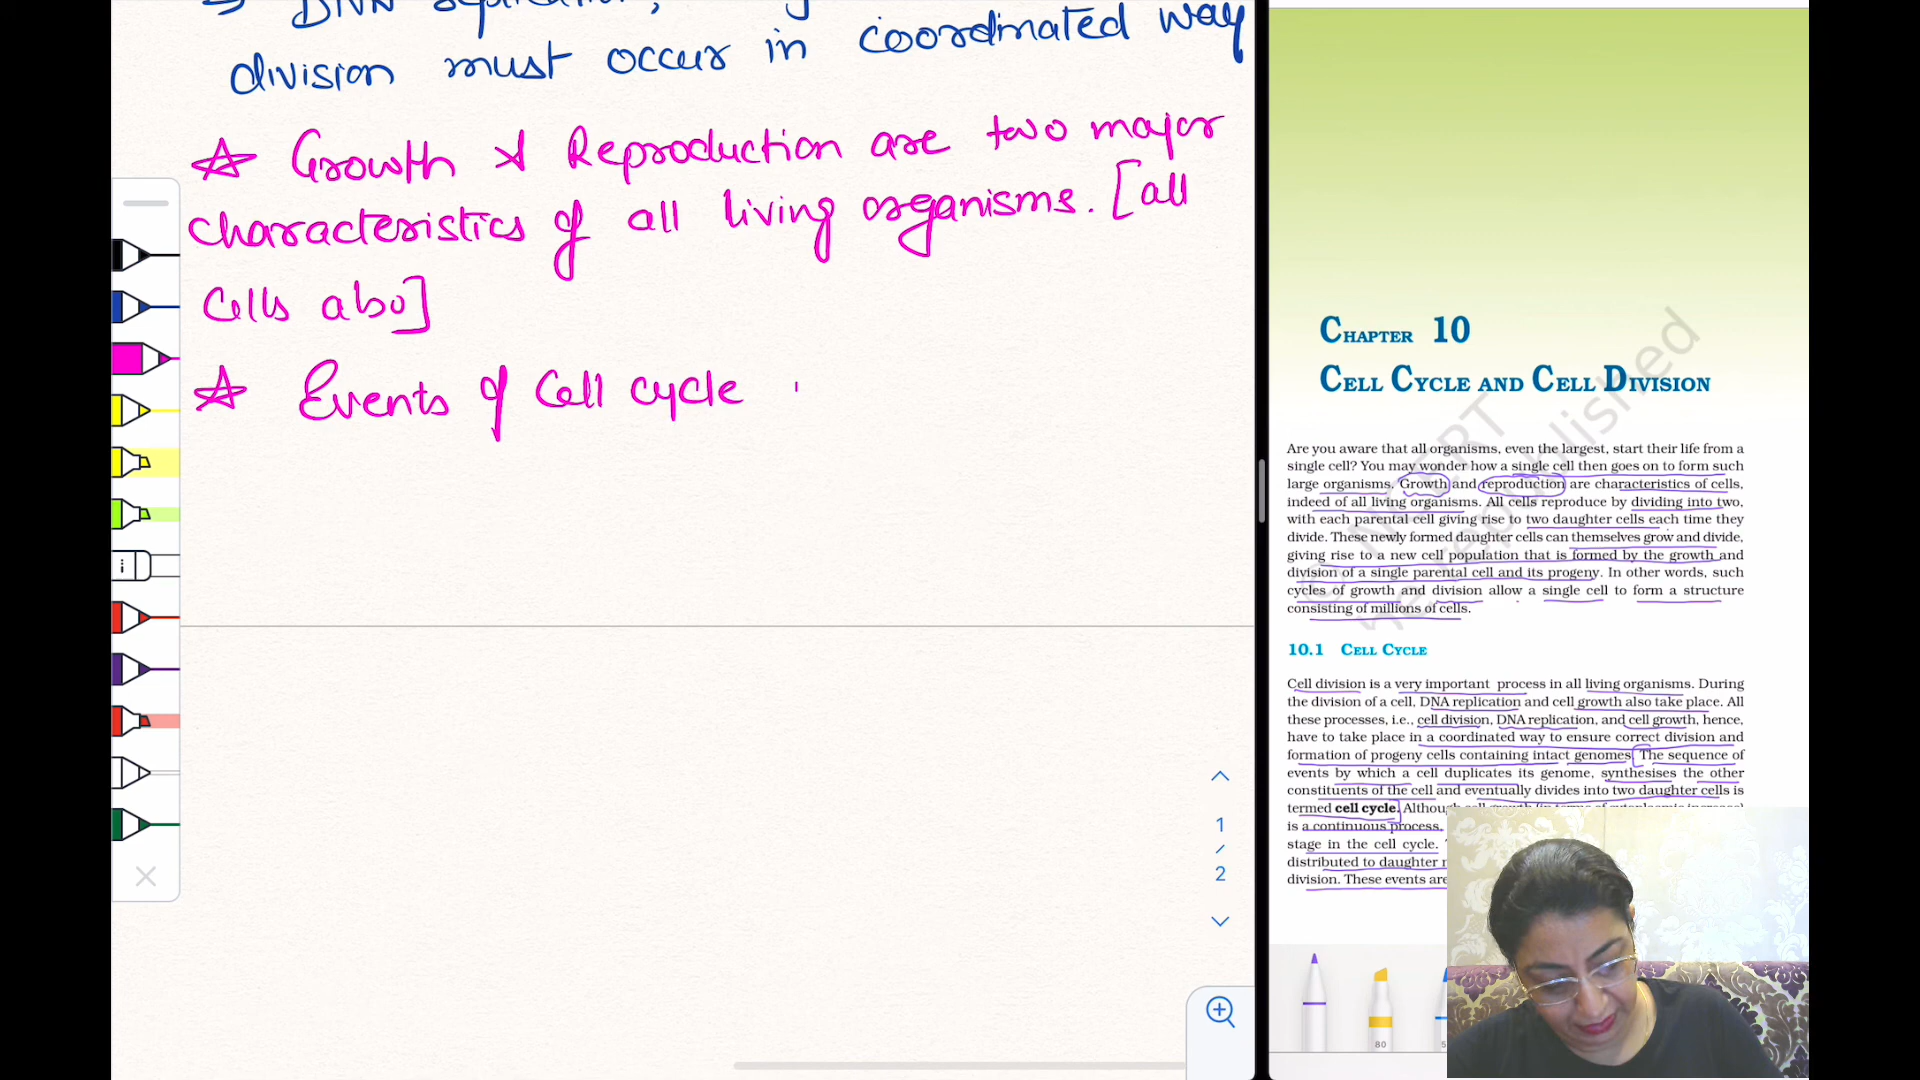 → DNA replication,
division must occur in coordinated way
☆ Growth & Reproduction are two major
characteristics of all living organisms. [all
cells also]
☆ Events of Cell cycle
1
/
2
CHAPTER 10
CELL CYCLE AND CELL DIVISION
Are you aware that all organisms, even the largest, start their life from a
single cell? You may wonder how a single cell then goes on to form such
large organisms. Growth and reproduction are characteristics of cells,
indeed of all living organisms. All cells reproduce by dividing into two,
with each parental cell giving rise to two daughter cells each time they
divide. These newly formed daughter cells can themselves grow and divide,
giving rise to a new cell population that is formed by the growth and
division of a single parental cell and its progeny. In other words, such
cycles of growth and division allow a single cell to form a structure
consisting of millions of cells.
10.1 CELL CYCLE
Cell division is a very important process in all living organisms. During
the division of a cell, DNA replication and cell growth also take place. All
these processes, i.e., cell division, DNA replication, and cell growth, hence,
have to take place in a coordinated way to ensure correct division and
formation of progeny cells containing intact genomes. The sequence of
events by which a cell duplicates its genome, synthesises the other
constituents of the cell and eventually divides into two daughter cells is
termed cell cycle. Although cell growth (in terms of cytoplasmic increase)
is a continuous process,
stage in the cell cycle.
distributed to daughter
division. These events are
© NCERT
republished
80